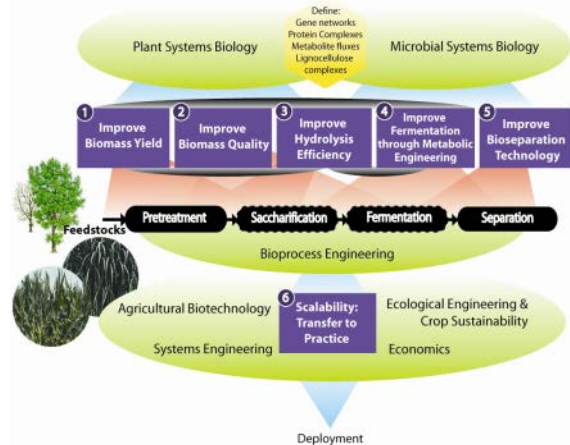 Define:
Gene networks
Protein Complexes
Metabolite fluxes
Lignocellulose
complexes
Plant Systems Biology
Microbial Systems Biology
1
Improve
Biomass Yield
2
Improve
Biomass Quality
3
Improve
Hydrolysis
Efficiency
4
Improve
Fermentation
through Metabolic
Engineering
5
Improve
Bioseparation
Technology
Feedstocks
Pretreatment
Saccharification
Fermentation
Separation
Bioprocess Engineering
Agricultural Biotechnology
6
Scalability:
Transfer to
Practice
Ecological Engineering &
Crop Sustainability
Systems Engineering
Economics
Deployment